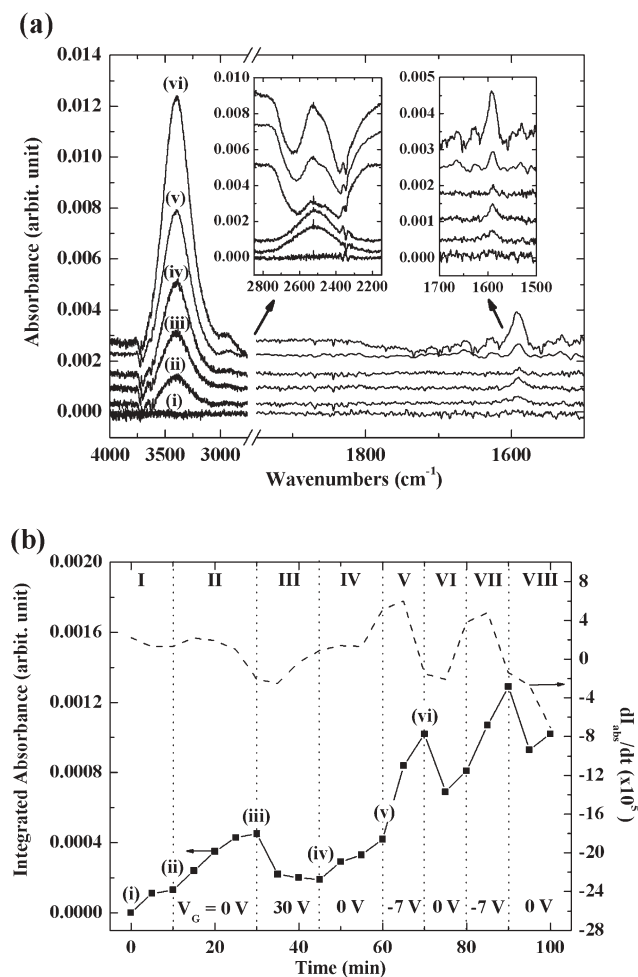 (a)
0.014
0.012
0.010
0.008
0.006
0.004
0.002
0.000
Absorbance (arbit. unit)
4000 3500 3000 1800 1600
Wavenumbers (cm-1)
(vi)
(v)
(iv)
(iii)
(ii)
(i)
0.010
0.008
0.006
0.004
0.002
0.000
2800 2600 2400 2200
0.005
0.004
0.003
0.002
0.001
0.000
1700 1600 1500
(b)
0.0020
0.0016
0.0012
0.0008
0.0004
0.0000
Integrated Absorbance (arbit. unit)
I II III IV V VI VII VIII
(i)
(ii)
(iii)
(iv)
(v)
(vi)
VG = 0 V 30 V 0 V -7 V 0 V -7 V 0 V
0 20 40 60 80 100
Time (min)
8
4
0
-4
-8
-12
-16
-20
-24
-28
dIabs/dt (x10^5)